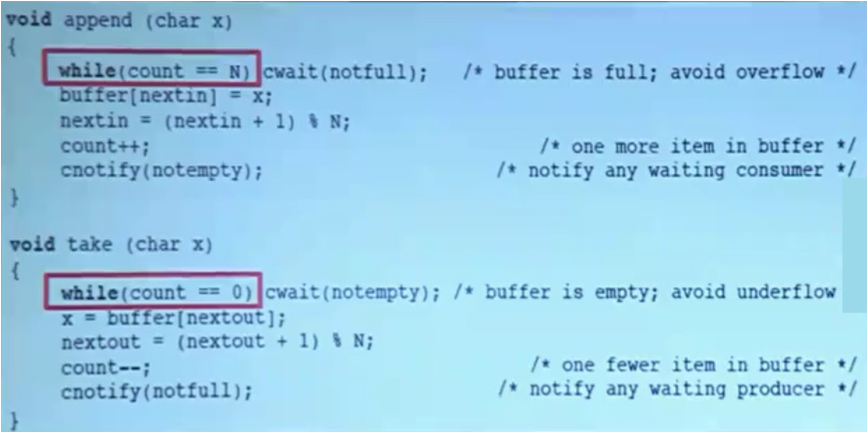 void append (char x)
{
while(count == N) cwait(notfull); /* buffer is full; avoid overflow */
buffer[nextin] = x;
nextin = (nextin + 1) % N;
count++; /* one more item in buffer */
cnotify(notempty); /* notify any waiting consumer */
}
void take (char x)
{
while(count == 0) cwait(notempty); /* buffer is empty; avoid underflow
x = buffer[nextout];
nextout = (nextout + 1) % N;
count--; /* one fewer item in buffer */
cnotify(notfull); /* notify any waiting producer */
}